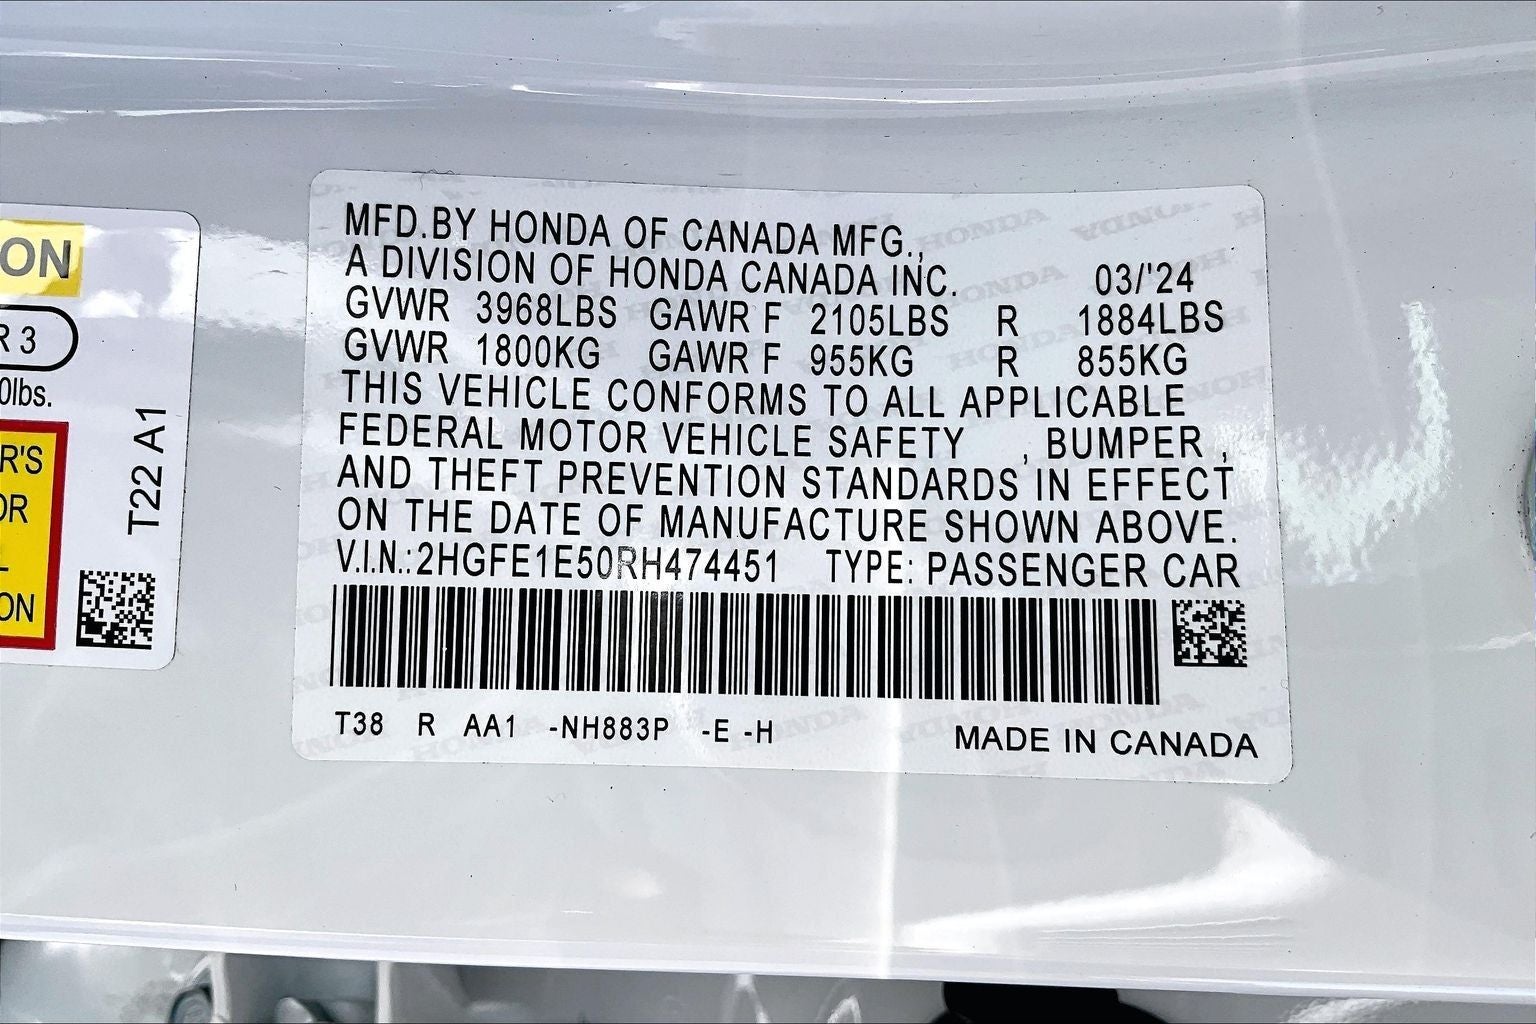 MFD.BY HONDA OF CANADA MFG.,
A DIVISION OF HONDA CANADA INC. 03/'24
GVWR 3968LBS GAWR F 2105LBS R 1884LBS
GVWR 1800KG GAWR F 955KG R 855KG
THIS VEHICLE CONFORMS TO ALL APPLICABLE
FEDERAL MOTOR VEHICLE SAFETY , BUMPER ,
AND THEFT PREVENTION STANDARDS IN EFFECT
ON THE DATE OF MANUFACTURE SHOWN ABOVE.
V.I.N.:2HGFE1E50RH474451 TYPE: PASSENGER CAR
T38 R AA1 -NH883P -E -H
MADE IN CANADA
ON
R 3
0lbs.
R'S
OR
L
ON
T22 A1